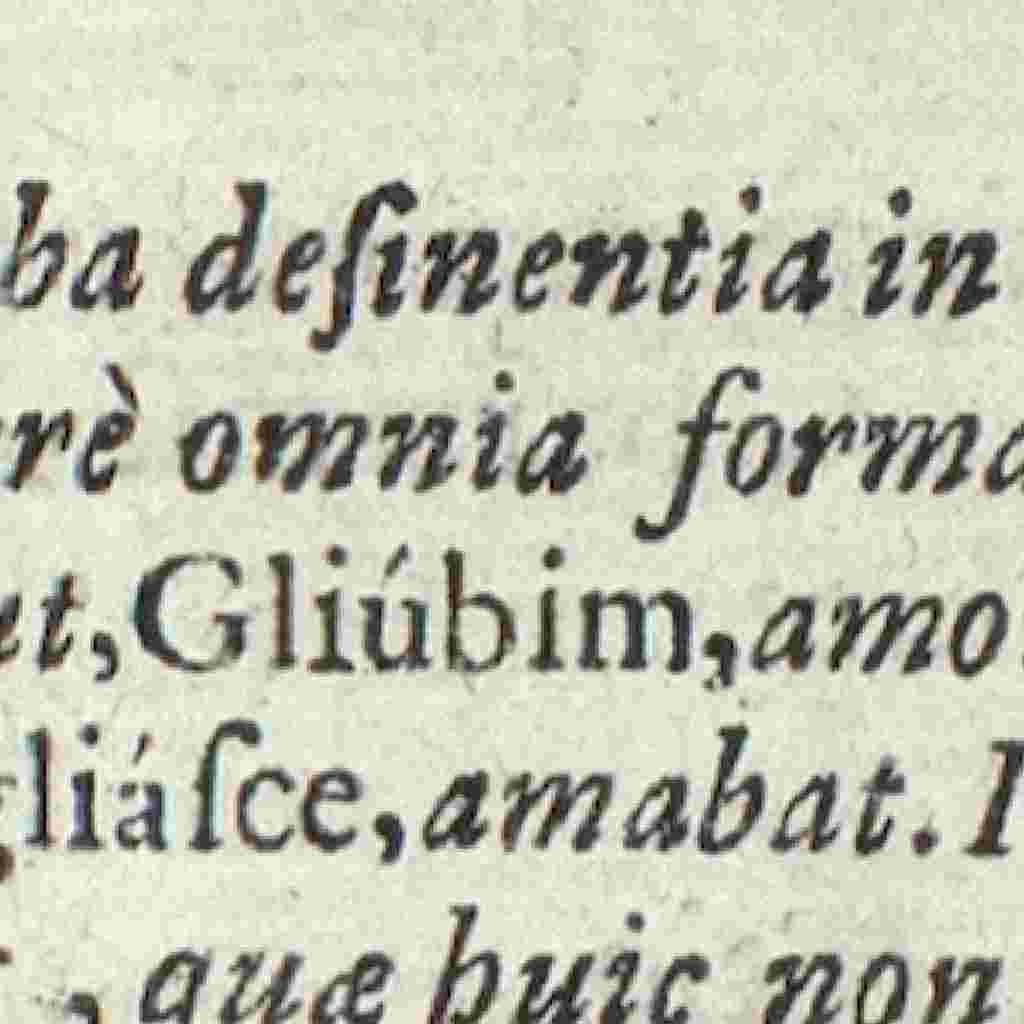 ba deſinentia in
rè omnia forma
et, Gliúbim, amo
gliáſce, amabat. I
, quæ huic non